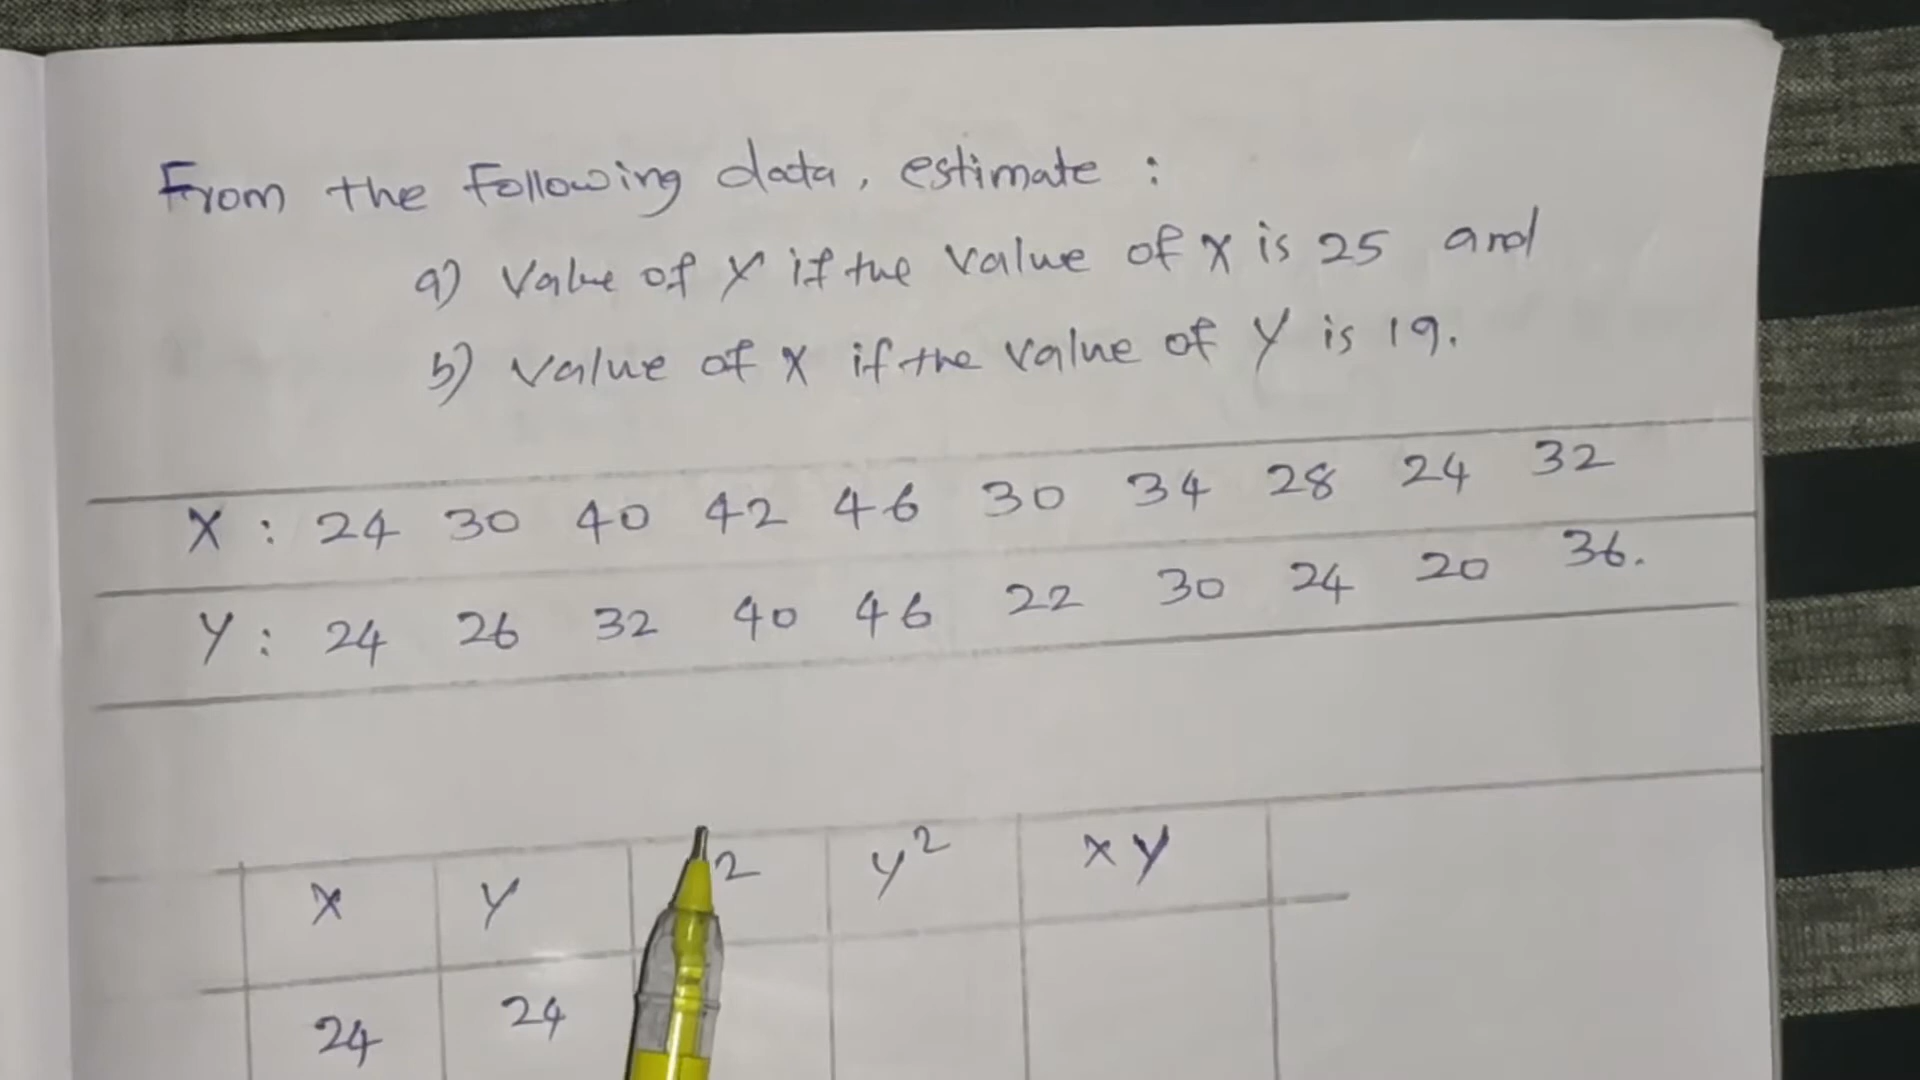 From the Following data, estimate :
a) Value of Y if the value of X is 25 and
b) value of X if the value of Y is 19.
X : 24 30 40 42 46 30 34 28 24 32
Y : 24 26 32 40 46 22 30 24 20 36.
X Y 2 Y² XY
24 24